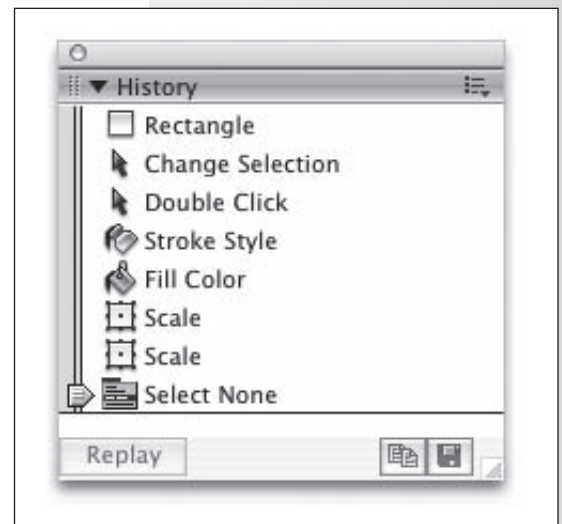 History
Rectangle
Change Selection
Double Click
Stroke Style
Fill Color
Scale
Scale
Select None
Replay